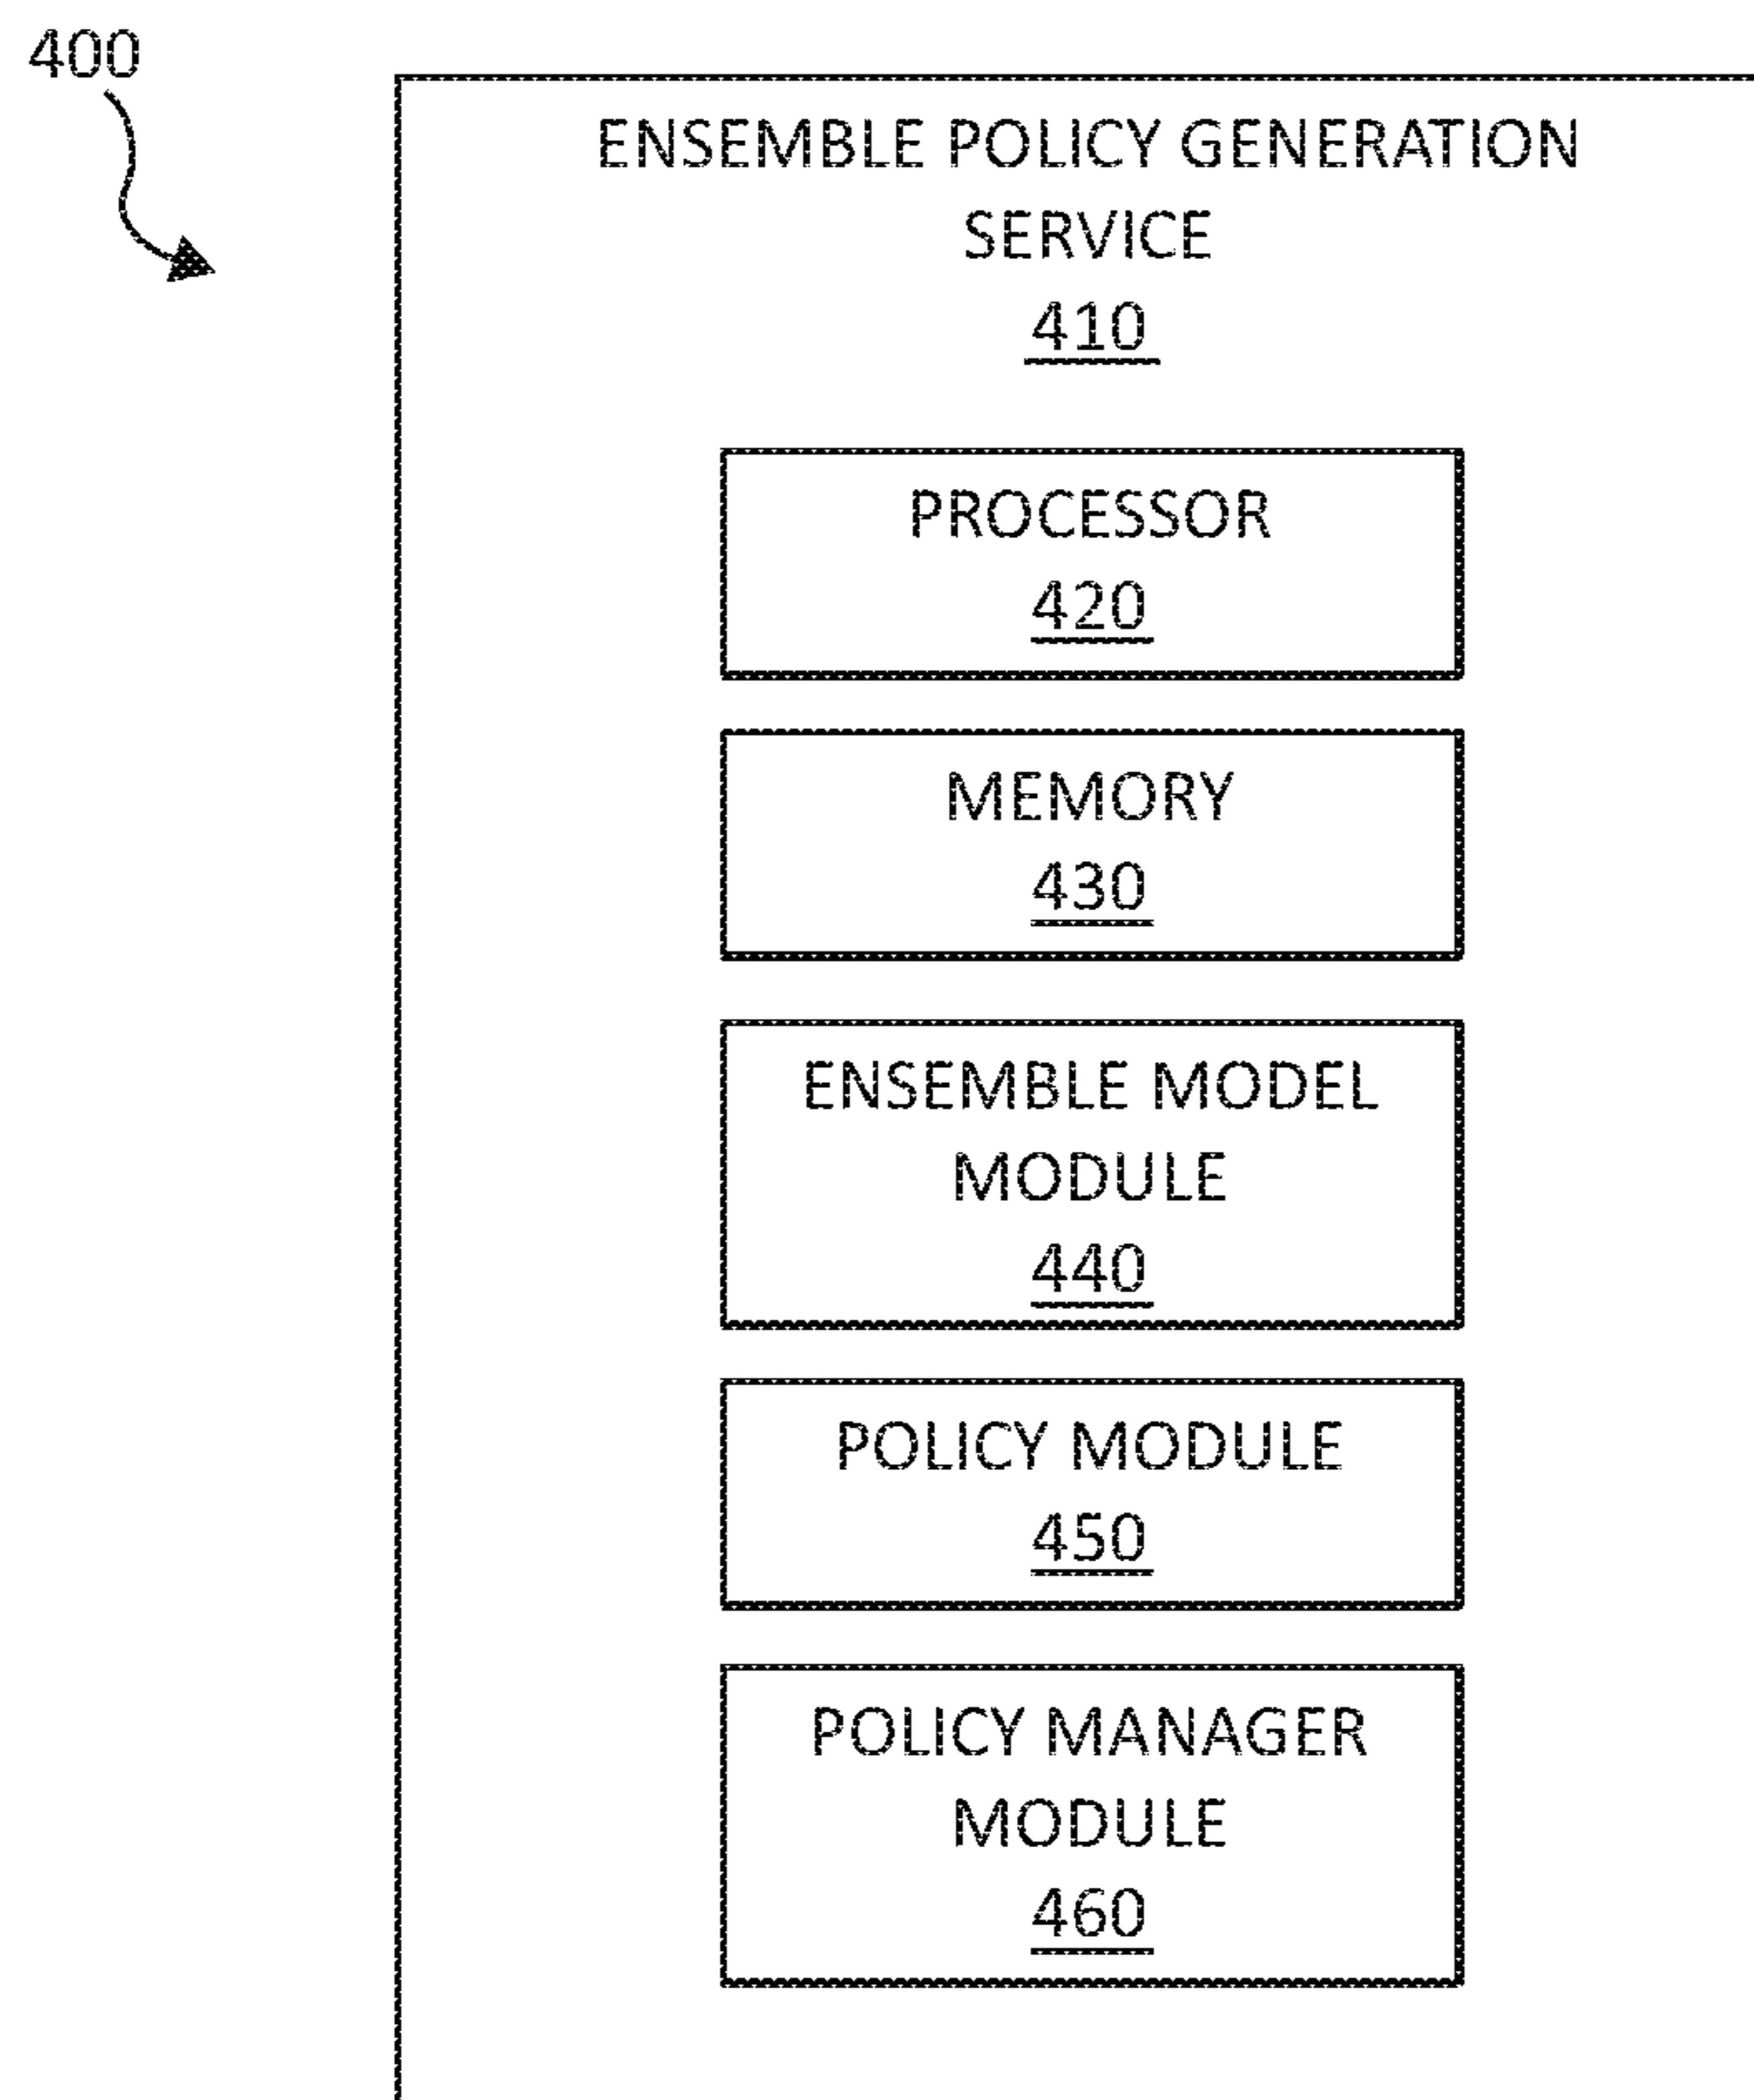 400
ENSEMBLE POLICY GENERATION
SERVICE
410
PROCESSOR
420
MEMORY
430
ENSEMBLE MODEL
MODULE
440
POLICY MODULE
450
POLICY MANAGER
MODULE
460